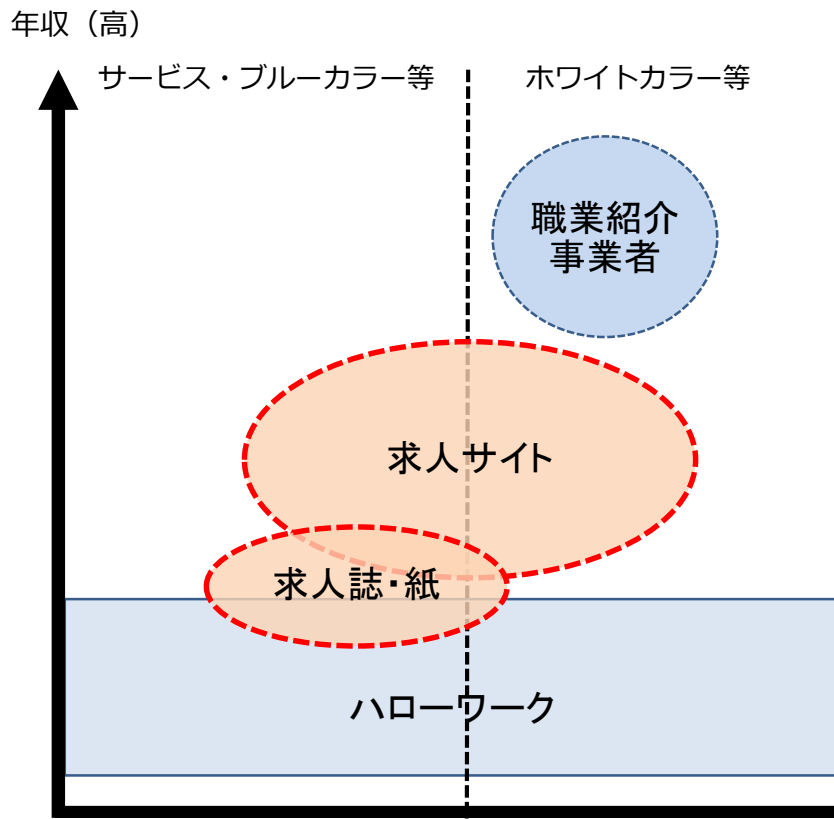 年収（高）
サービス・ブルーカラー等
ホワイトカラー等
職業紹介
事業者
求人サイト
求人誌・紙
ハローワーク